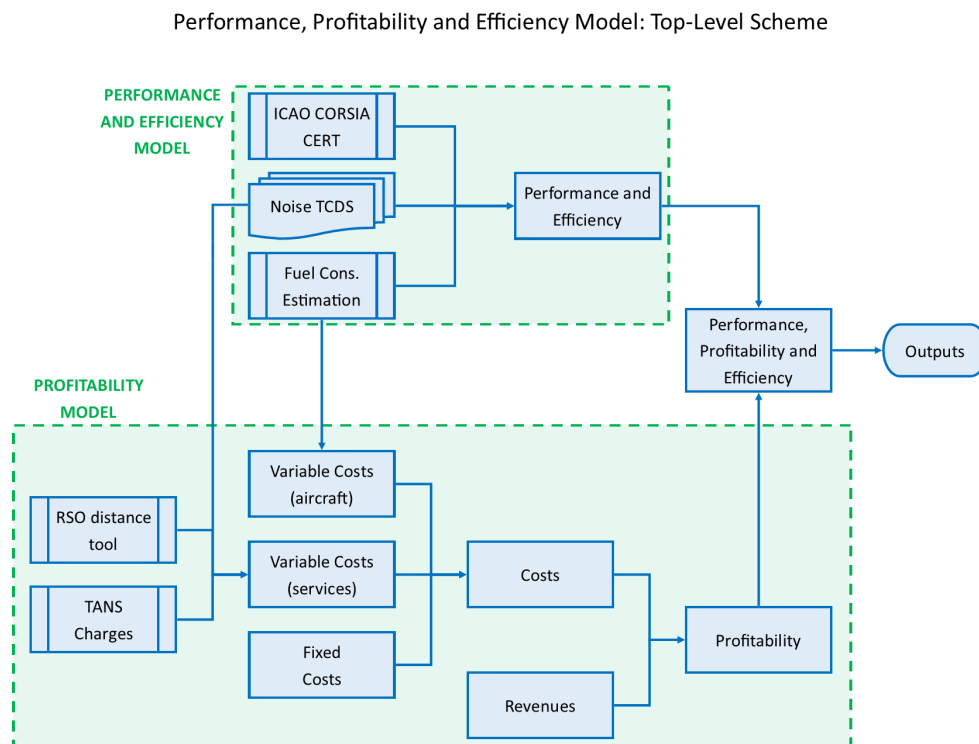 Performance, Profitability and Efficiency Model: Top-Level Scheme
PERFORMANCE
AND EFFICIENCY
MODEL
ICAO CORSIA
CERT
Noise TCDS
Performance and
Efficiency
Fuel Cons.
Estimation
Performance,
Profitability and
Efficiency
Outputs
PROFITABILITY
MODEL
Variable Costs
(aircraft)
RSO distance
tool
Variable Costs
(services)
Costs
TANS
Charges
Profitability
Fixed
Costs
Revenues